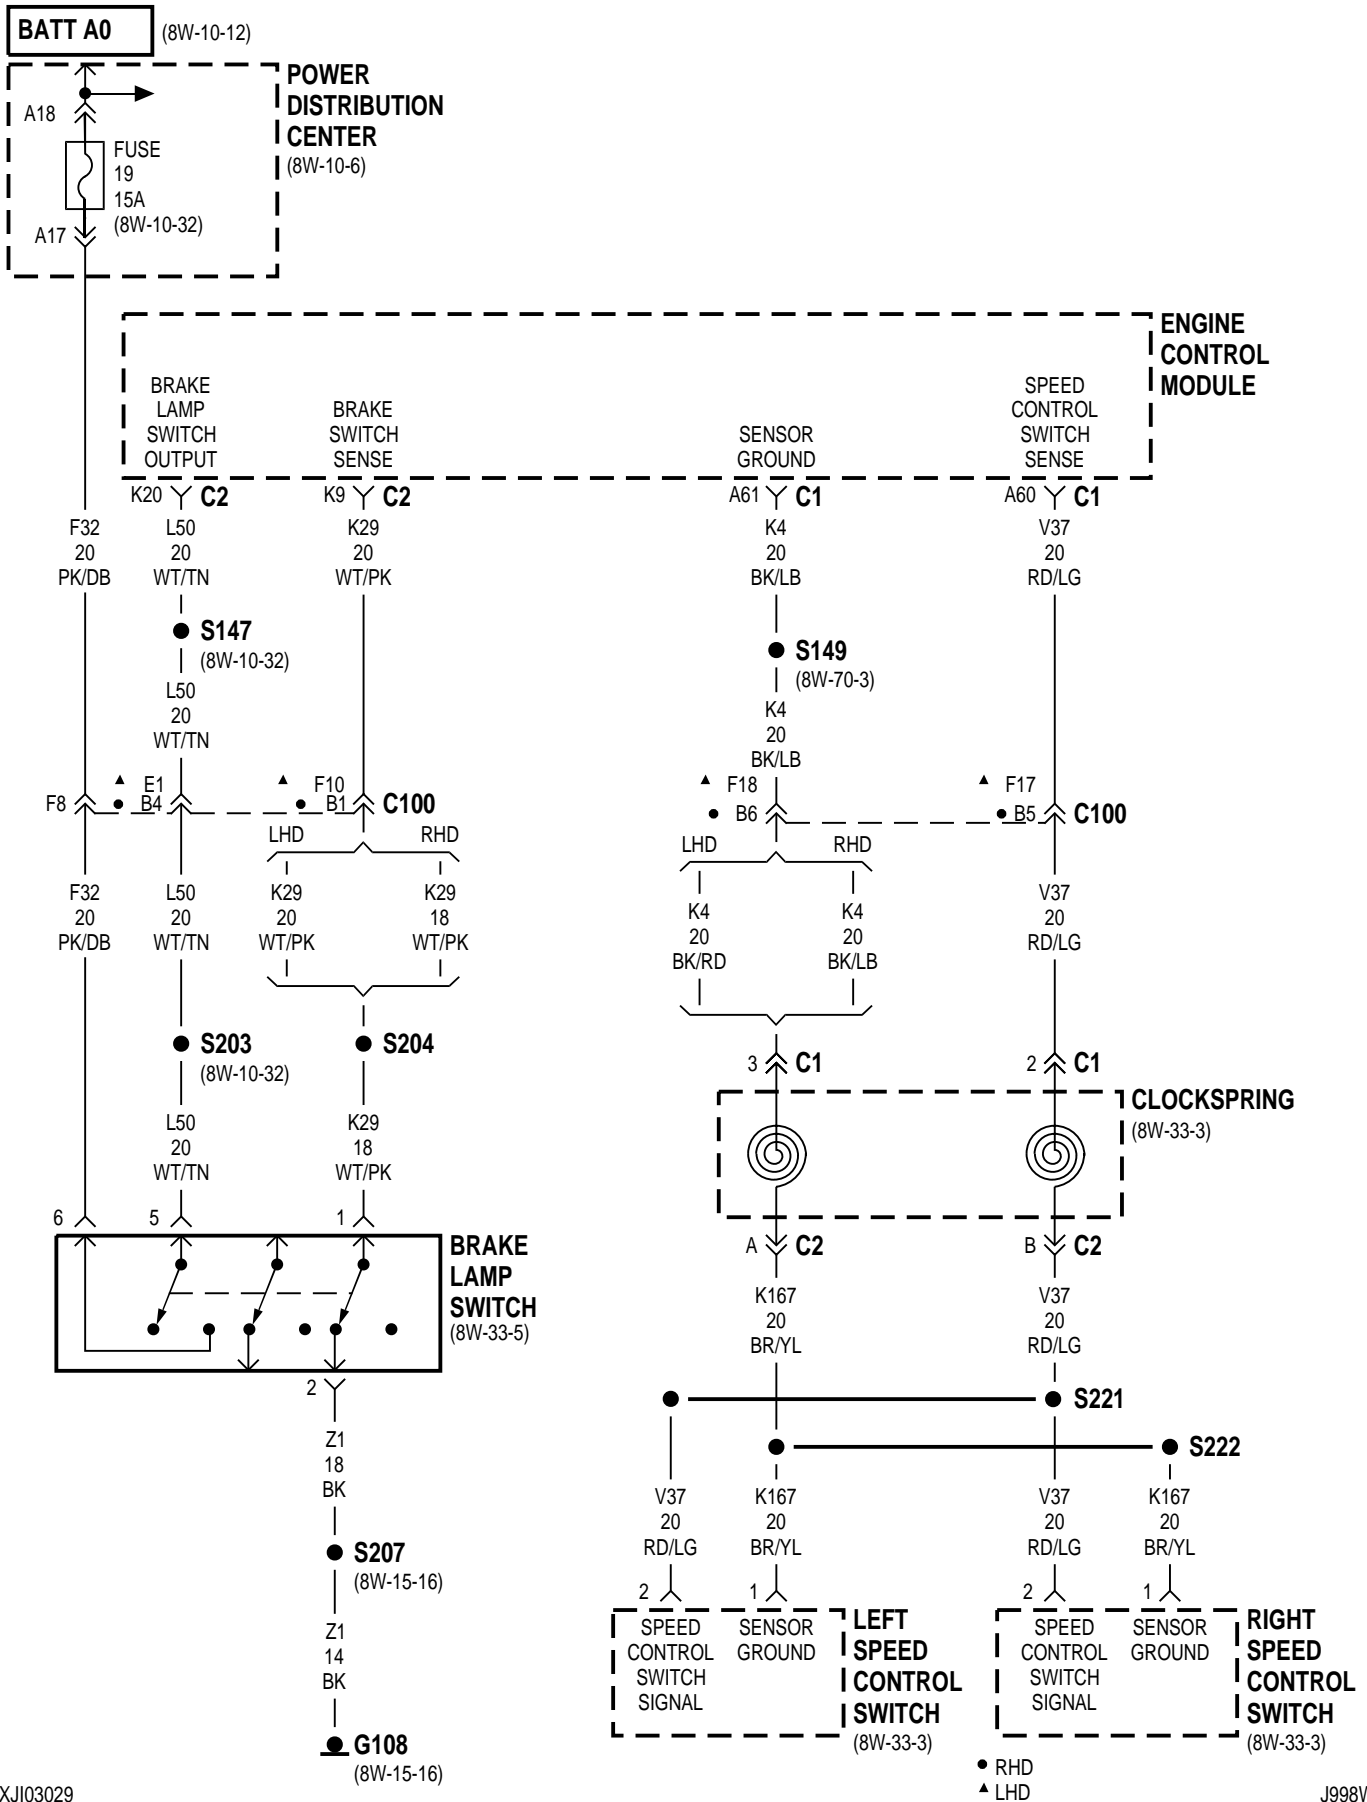 BATT A0 (8W-10-12)
POWER
DISTRIBUTION
CENTER
(8W-10-6)
A18
FUSE
19
15A
(8W-10-32)
A17
ENGINE
CONTROL
MODULE
BRAKE
LAMP
SWITCH
OUTPUT
BRAKE
SWITCH
SENSE
SENSOR
GROUND
SPEED
CONTROL
SWITCH
SENSE
K20 C2 K9 C2 A61 C1 A60 C1
F32 L50 K29 K4 V37
20 20 20 20 20
PK/DB WT/TN WT/PK BK/LB RD/LG
S147
(8W-10-32)
S149
(8W-70-3)
L50
20
WT/TN
K4
20
BK/LB
E1 F10 F18 F17
F8 B4 B1 C100 B6 B5 C100
LHD RHD LHD RHD
F32 L50 K29 K29 V37
20 20 20 18 20
PK/DB WT/TN WT/PK WT/PK RD/LG
K4 K4
20 20
BK/RD BK/LB
S203
(8W-10-32)
S204
3 C1 2 C1
CLOCKSPRING
(8W-33-3)
L50 K29
20 18
WT/TN WT/PK
6 5 1
BRAKE
LAMP
SWITCH
(8W-33-5)
A C2 B C2
K167 V37
20 20
BR/YL RD/LG
2
S221
S222
Z1
18
BK
V37 K167 V37 K167
20 20 20 20
RD/LG BR/YL RD/LG BR/YL
S207
(8W-15-16)
2 1 2 1
SPEED
CONTROL
SWITCH
SIGNAL
SENSOR
GROUND
LEFT
SPEED
CONTROL
SWITCH
(8W-33-3)
SPEED
CONTROL
SWITCH
SIGNAL
SENSOR
GROUND
RIGHT
SPEED
CONTROL
SWITCH
(8W-33-3)
Z1
14
BK
G108
(8W-15-16)
RHD
LHD
XJI03029 J998W